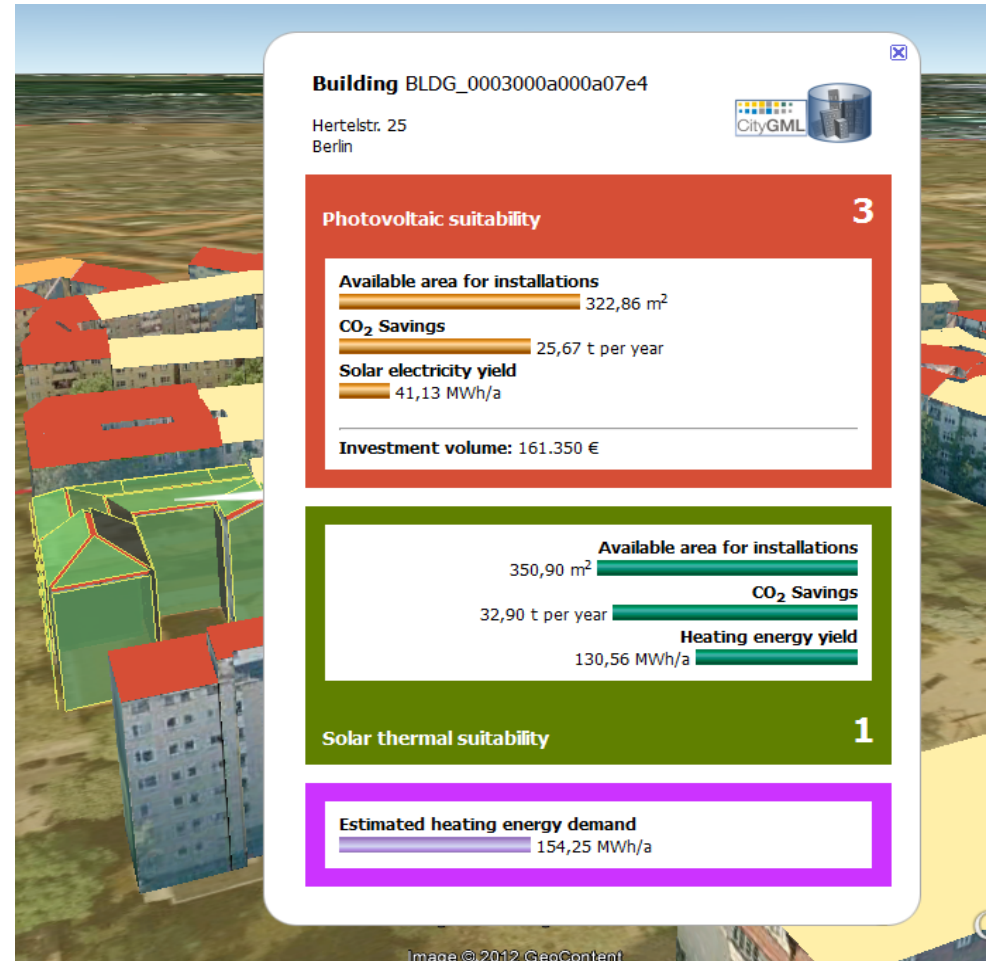 Building BLDG_0003000a000a07e4
CityGML
Hertelstr. 25
Berlin
Photovoltaic suitability 3
Available area for installations
322,86 m²
CO₂ Savings
25,67 t per year
Solar electricity yield
41,13 MWh/a
Investment volume: 161.350 €
Available area for installations
350,90 m²
CO₂ Savings
32,90 t per year
Heating energy yield
130,56 MWh/a
Solar thermal suitability 1
Estimated heating energy demand
154,25 MWh/a
Image © 2012 GeoContent